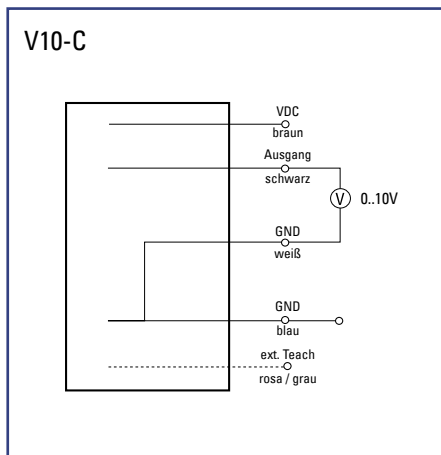 V10-C
VDC
braun
Ausgang
schwarz
V
0..10V
GND
weiß
GND
blau
ext. Teach
rosa / grau